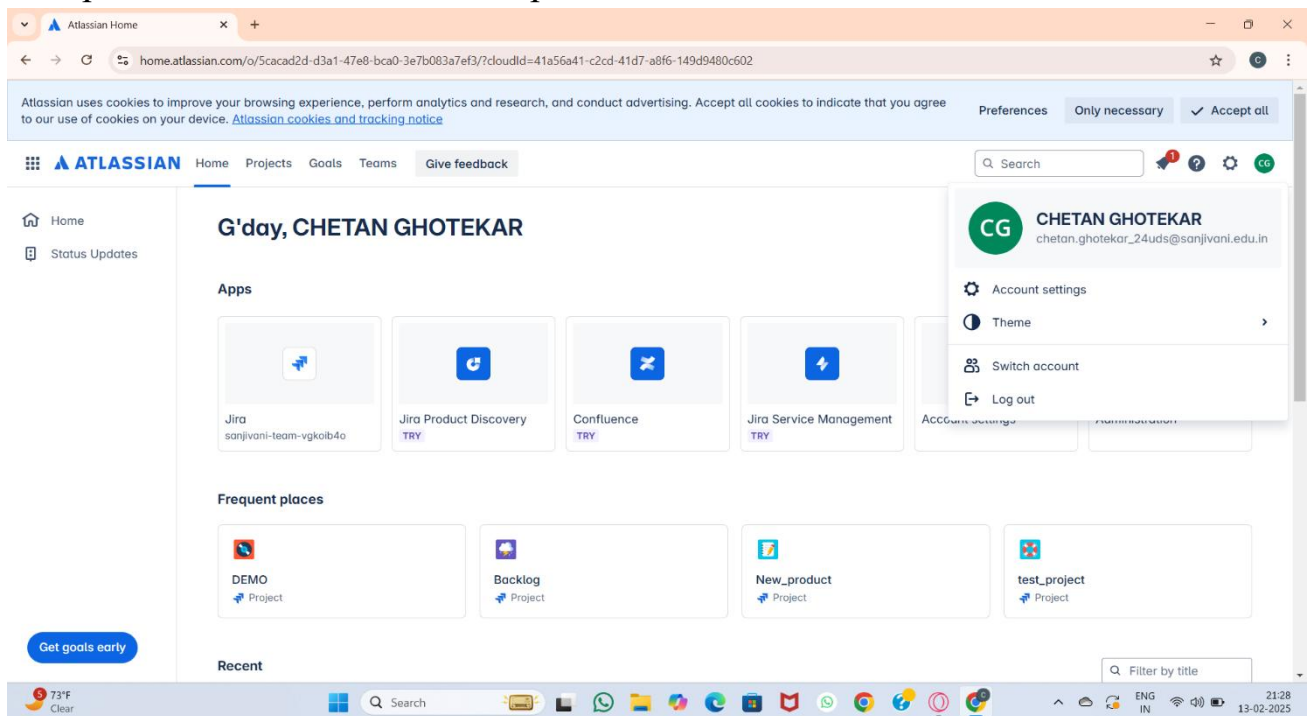 Atlassian Home
home.atlassian.com/o/5cacad2d-d3a1-47e8-bca0-3e7b083a7ef3/?cloudId=41a56a41-c2cd-41d7-a8f6-149d9480c602
C
Atlassian uses cookies to improve your browsing experience, perform analytics and research, and conduct advertising. Accept all cookies to indicate that you agree
to our use of cookies on your device. Atlassian cookies and tracking notice
Preferences Only necessary Accept all
ATLASSIAN Home Projects Goals Teams Give feedback Search 1 CG
Home
Status Updates
G'day, CHETAN GHOTEKAR
CG
CHETAN GHOTEKAR
chetan.ghotekar_24uds@sanjivani.edu.in
Account settings
Theme
Switch account
Log out
Apps
Jira
sanjivani-team-vgkoib4o
Jira Product Discovery
TRY
Confluence
TRY
Jira Service Management
TRY
Frequent places
DEMO
Project
Backlog
Project
New_product
Project
test_project
Project
Get goals early
Recent
Filter by title
5
73°F
Clear
Search
ENG
IN
21:28
13-02-2025